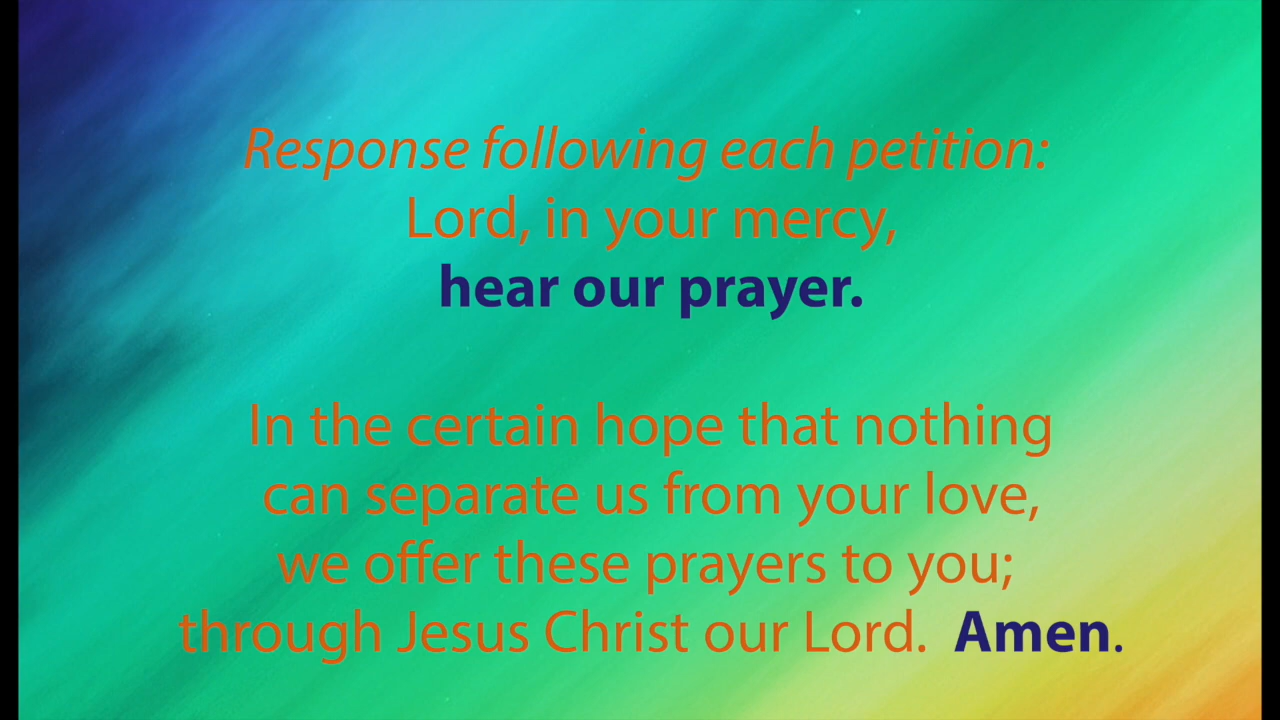 Response following each petition:
Lord, in your mercy,
hear our prayer.
In the certain hope that nothing
can separate us from your love,
we offer these prayers to you;
through Jesus Christ our Lord.  Amen.